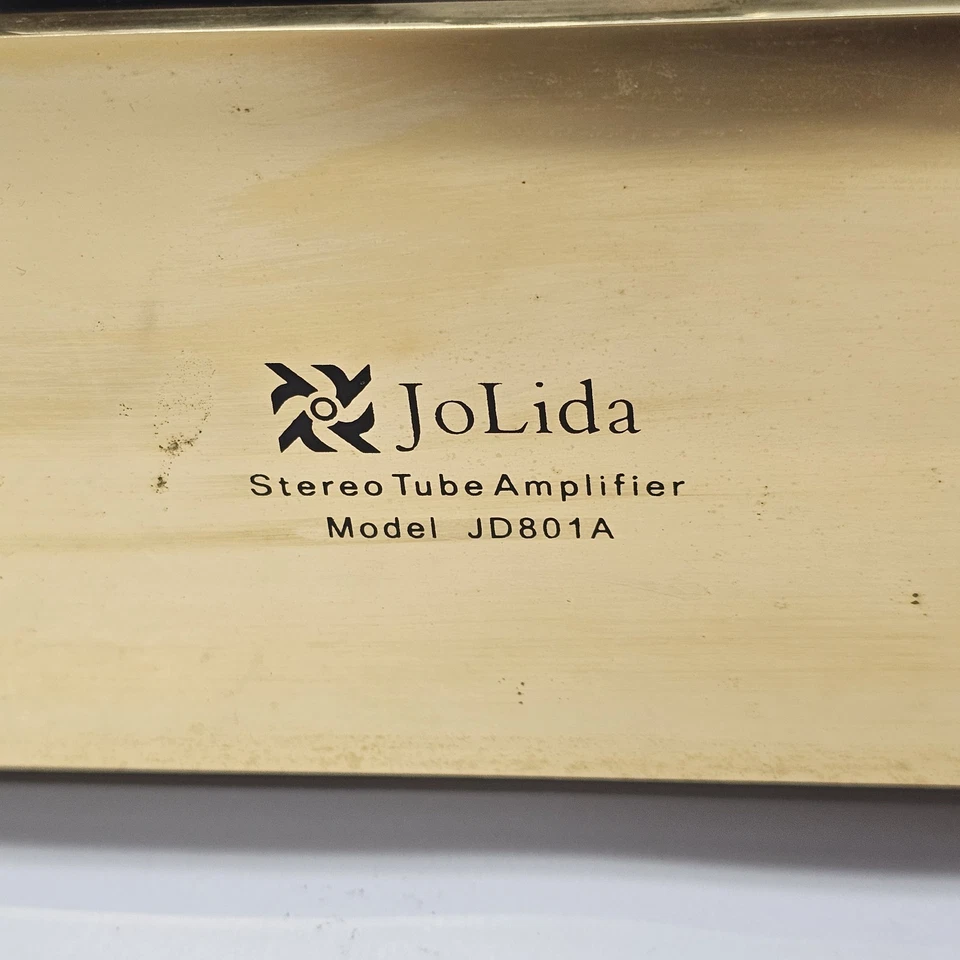 JoLida
Stereo Tube Amplifier
Model JD801A